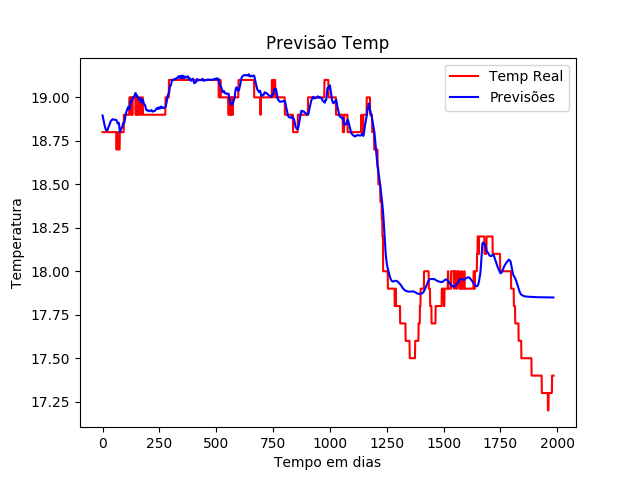 Previsão Temp
Temp Real
Previsões
Temperatura
19.00
18.75
18.50
18.25
18.00
17.75
17.50
17.25
0 250 500 750 1000 1250 1500 1750 2000
Tempo em dias